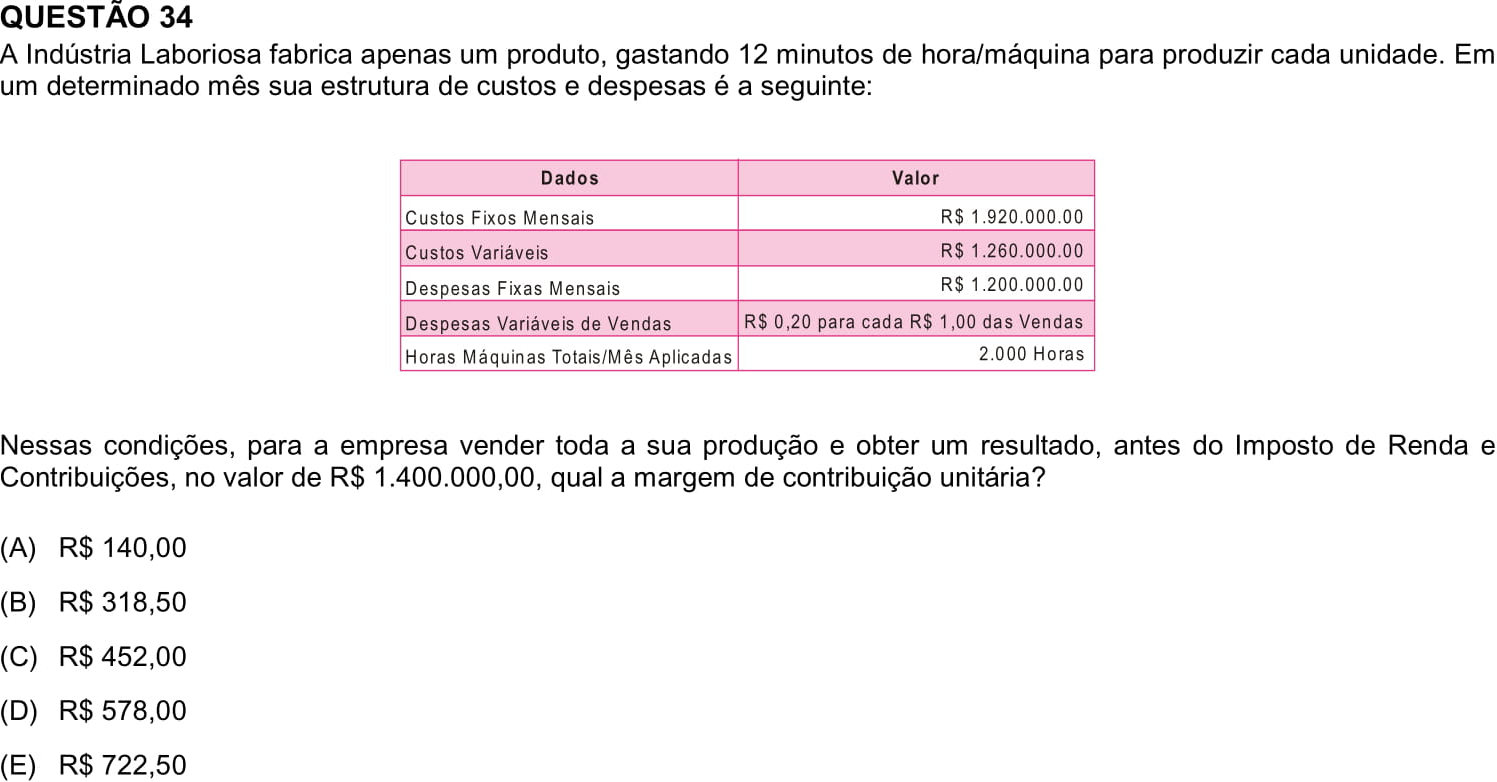 QUESTÃO 34
A Indústria Laboriosa fabrica apenas um produto, gastando 12 minutos de hora/máquina para produzir cada unidade. Em
um determinado mês sua estrutura de custos e despesas é a seguinte:
Dados Valor
Custos Fixos Mensais R$ 1.920.000.00
Custos Variáveis R$ 1.260.000.00
Despesas Fixas Mensais R$ 1.200.000.00
Despesas Variáveis de Vendas R$ 0,20 para cada R$ 1,00 das Vendas
Horas Máquinas Totais/Mês Aplicadas 2.000 Horas
Nessas condições, para a empresa vender toda a sua produção e obter um resultado, antes do Imposto de Renda e
Contribuições, no valor de R$ 1.400.000,00, qual a margem de contribuição unitária?
(A) R$ 140,00
(B) R$ 318,50
(C) R$ 452,00
(D) R$ 578,00
(E) R$ 722,50